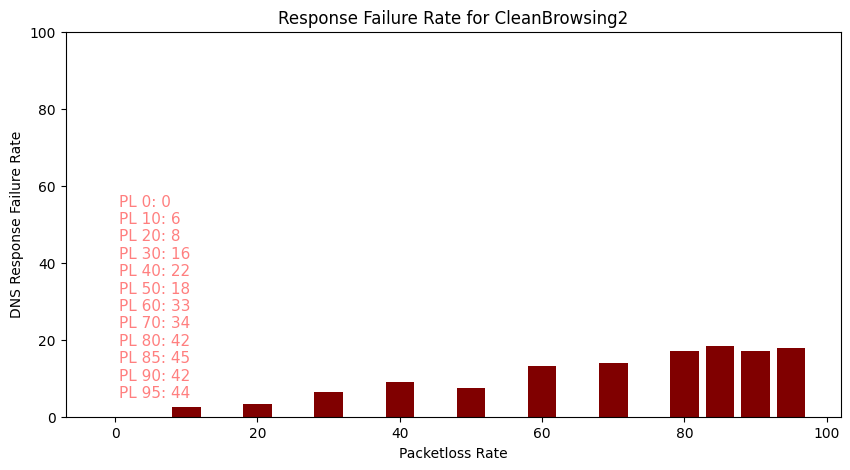 Response Failure Rate for CleanBrowsing2
DNS Response Failure Rate
100
80
60
40
20
0
PL 0: 0
PL 10: 6
PL 20: 8
PL 30: 16
PL 40: 22
PL 50: 18
PL 60: 33
PL 70: 34
PL 80: 42
PL 85: 45
PL 90: 42
PL 95: 44
0 20 40 60 80 100
Packetloss Rate